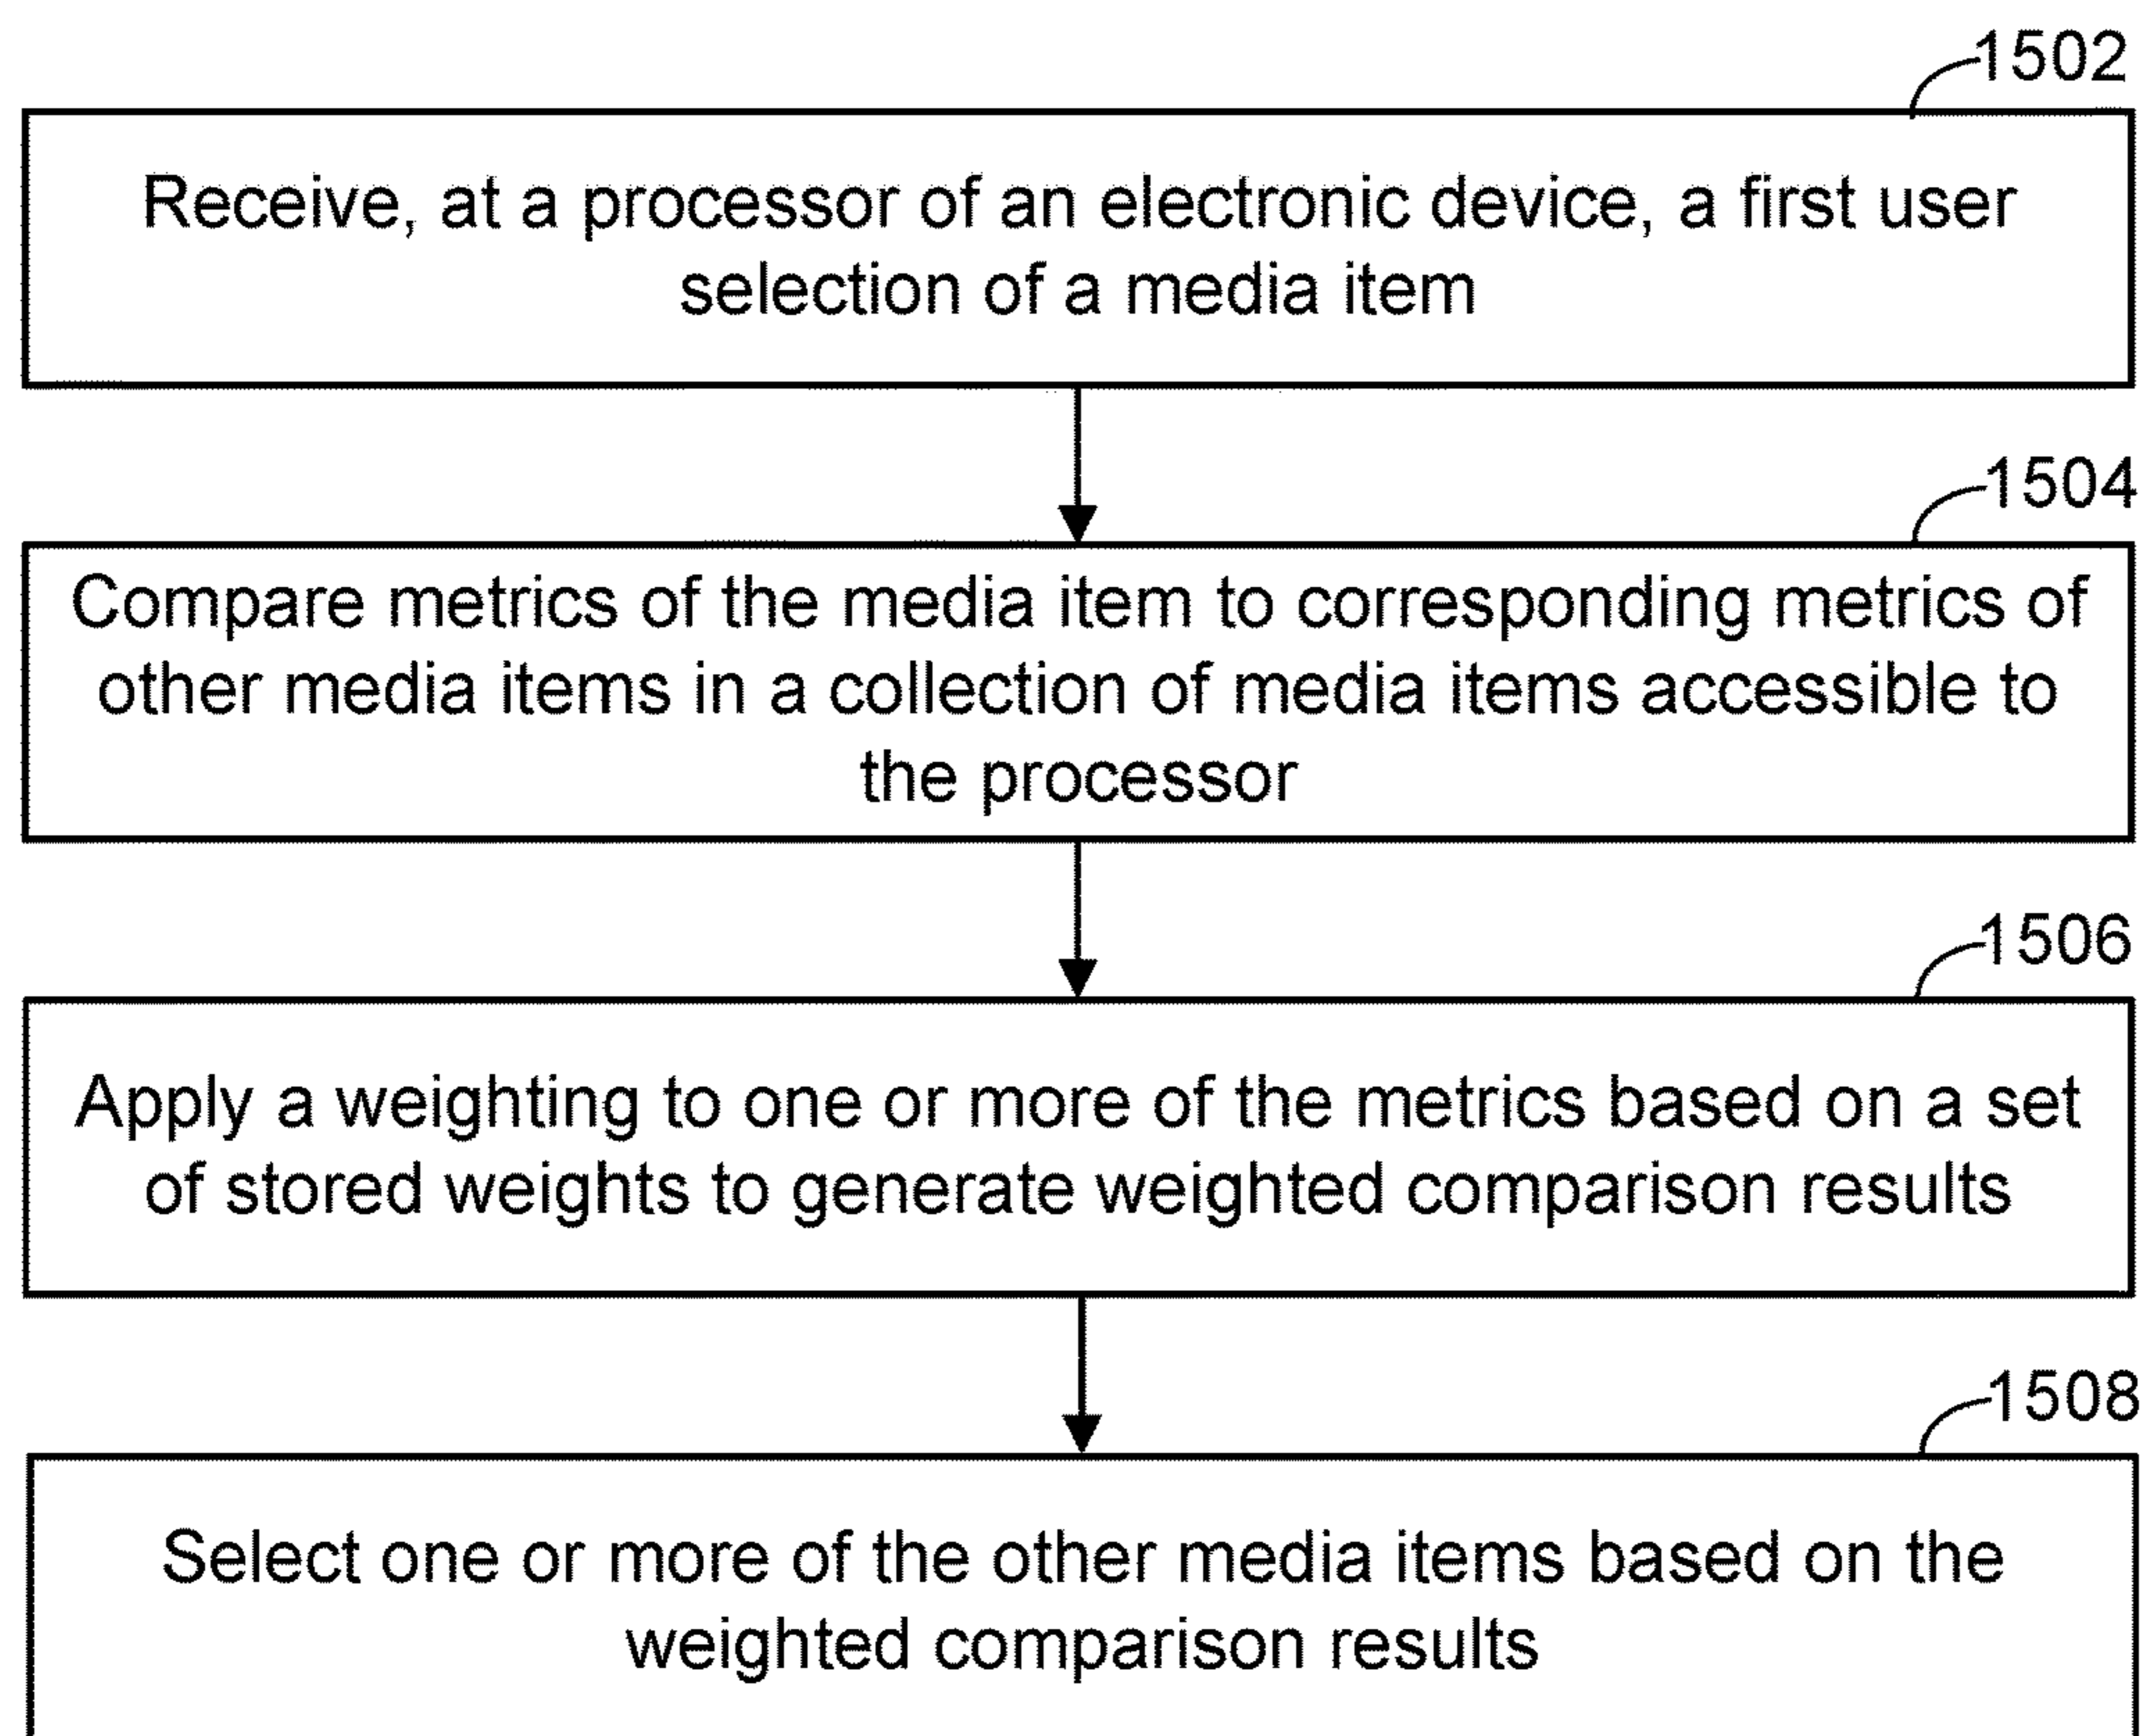 1502
Receive, at a processor of an electronic device, a first user
selection of a media item
1504
Compare metrics of the media item to corresponding metrics of
other media items in a collection of media items accessible to
the processor
1506
Apply a weighting to one or more of the metrics based on a set
of stored weights to generate weighted comparison results
1508
Select one or more of the other media items based on the
weighted comparison results